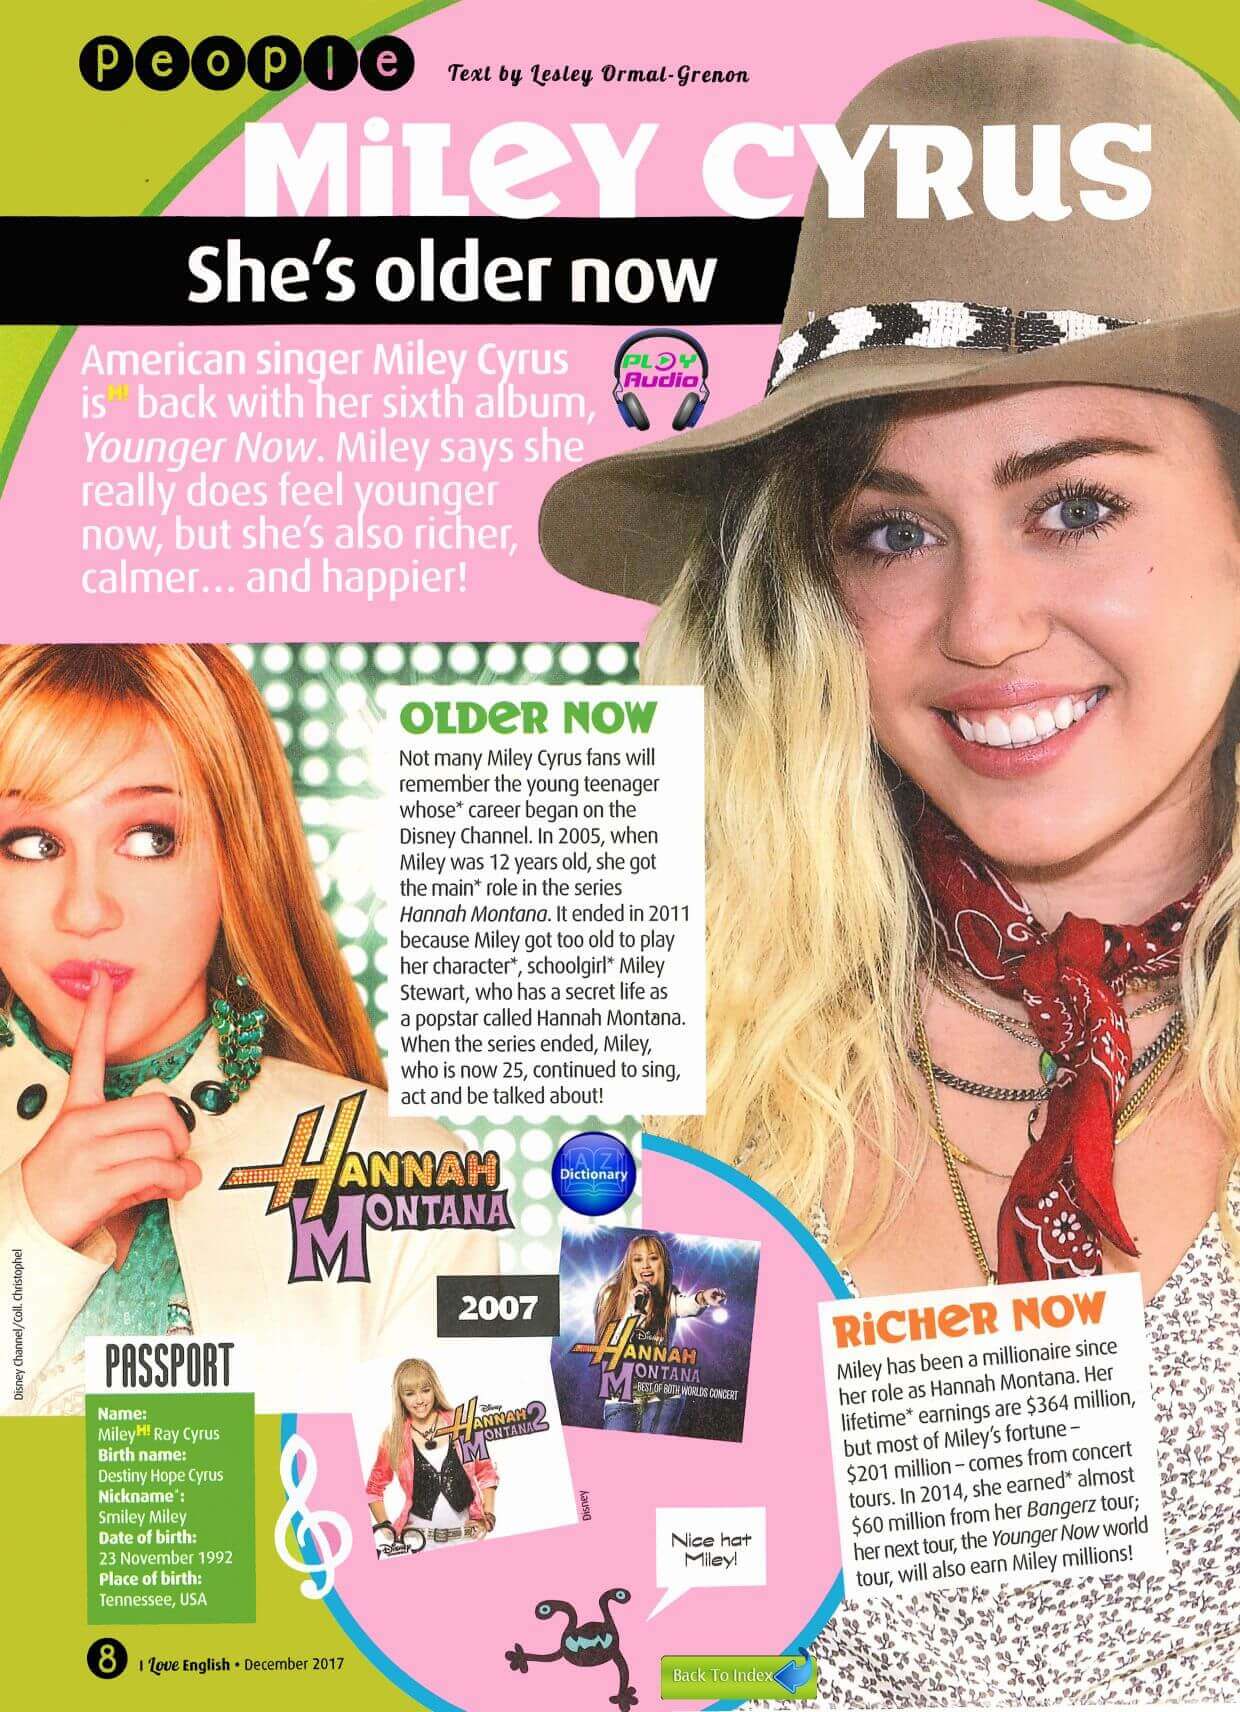 People
Text by Lesley Ormal-Grenon
MiLey CYRUS
She's older now
American singer Miley Cyrus
is H! back with her sixth album,
Younger Now. Miley says she
really does feel younger
now, but she's also richer,
calmer... and happier!
PLAY
Audio
OLDeR NOW
Not many Miley Cyrus fans will
remember the young teenager
whose* career began on the
Disney Channel. In 2005, when
Miley was 12 years old, she got
the main* role in the series
Hannah Montana. It ended in 2011
because Miley got too old to play
her character*, schoolgirl* Miley
Stewart, who has a secret life as
a popstar called Hannah Montana.
When the series ended, Miley,
who is now 25, continued to sing,
act and be talked about!
HANNAH
MONTANA
A Z
Dictionary
2007
Disney
HANNAH
MONTANA
BEST OF BOTH WORLDS CONCERT
Disney
HANNAH
MONTANA 2
Disney
Disney
Disney Channel/Coll. Christophel
PASSPORT
Name:
Miley H! Ray Cyrus
Birth name:
Destiny Hope Cyrus
Nickname*:
Smiley Miley
Date of birth:
23 November 1992
Place of birth:
Tennessee, USA
RiCHeR NOW
Miley has been a millionaire since
her role as Hannah Montana. Her
lifetime* earnings are $364 million,
but most of Miley's fortune –
$201 million – comes from concert
tours. In 2014, she earned* almost
$60 million from her Bangerz tour;
her next tour, the Younger Now world
tour, will also earn Miley millions!
Nice hat
Miley!
8 I Love English • December 2017
Back To Index